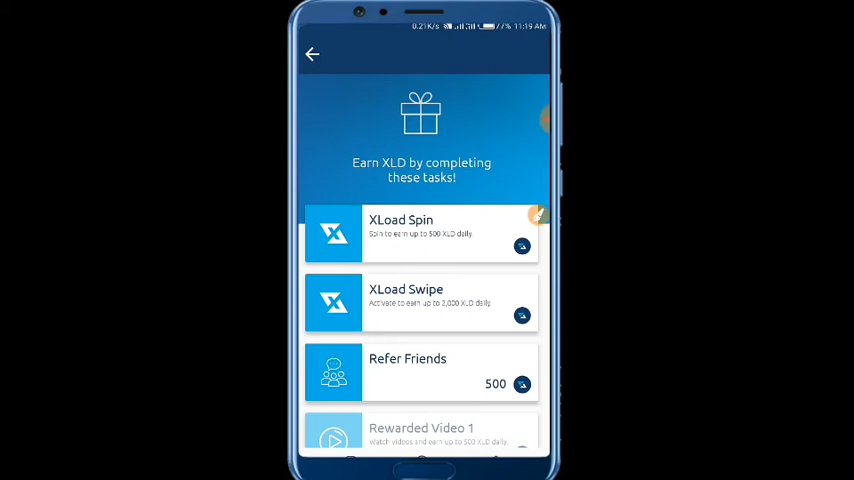 0.21K/s 77% 11:19 AM
Earn XLD by completing
these tasks!
XLoad Spin
Spin to earn up to 500 XLD daily.
XLoad Swipe
Activate to earn up to 2,000 XLD daily.
Refer Friends
500
Rewarded Video 1
Watch videos and earn up to 500 XLD daily.